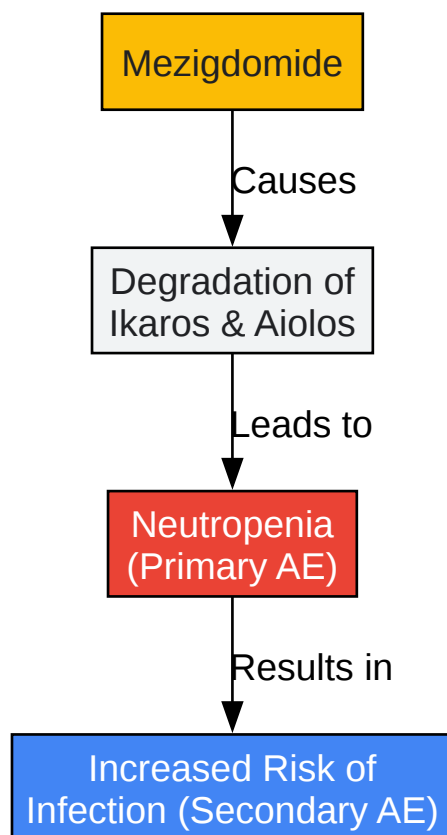 Mezigdomide
Causes
Degradation of
Ikaros & Aiolos
Leads to
Neutropenia
(Primary AE)
Results in
Increased Risk of
Infection (Secondary AE)